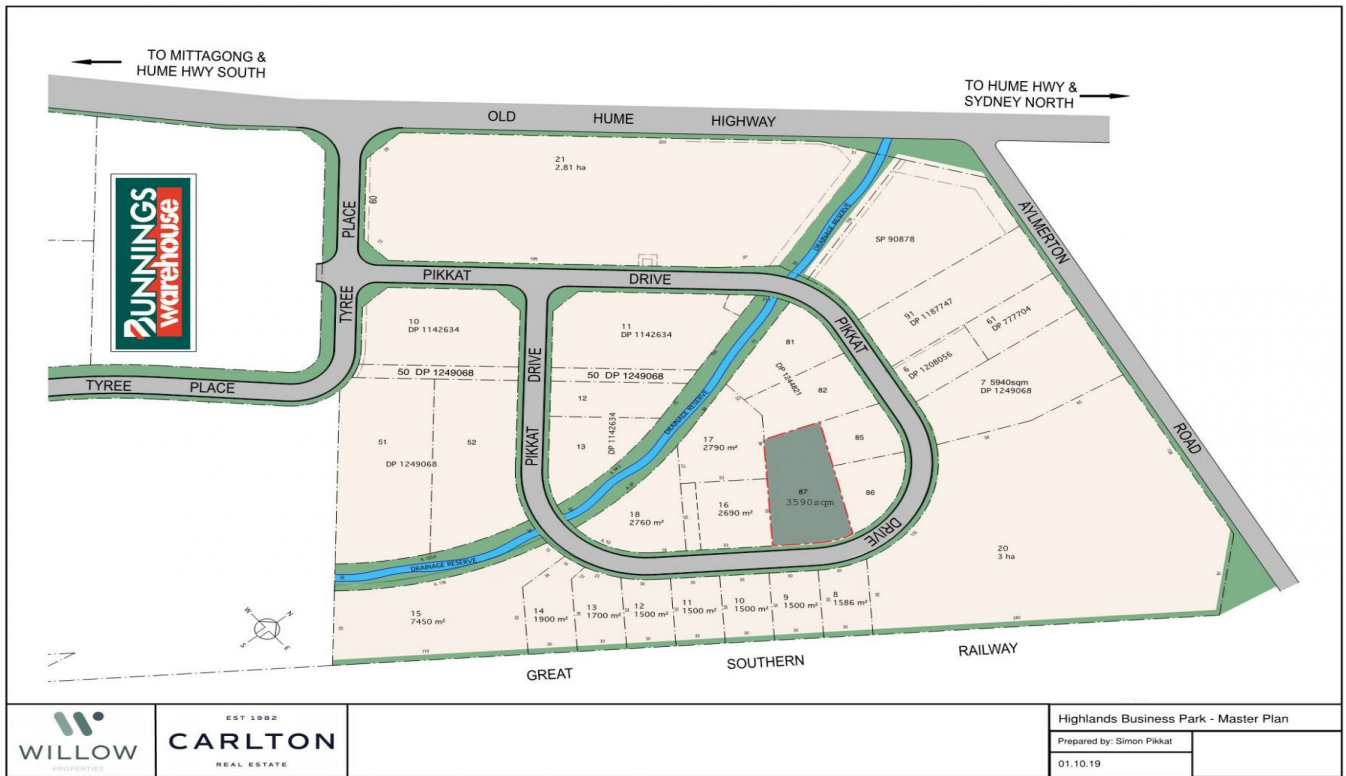 TO MITTAGONG &
HUME HWY SOUTH
TO HUME HWY &
SYDNEY NORTH
OLD HUME HIGHWAY
BUNNINGS
warehouse
TYREE PLACE
TYREE PLACE
PIKKAT DRIVE
PIKKAT DRIVE
PIKKAT DRIVE
AYLMERTON ROAD
21
2.81 ha
60
DRAINAGE RESERVE
SP 90878
91
DP 1187747
61
DP 777704
6
DP 1208056
7 5940sqm
DP 1249068
10
DP 1142634
11
DP 1142634
50 DP 1249068
50 DP 1249068
81
DP 1244821
82
12
13
DP 1142634
DRAINAGE RESERVE
51
52
DP 1249068
17
2790 m²
85
86
87
3590sqm
16
2690 m²
18
2760 m²
20
3 ha
DRAINAGE RESERVE
15
7450 m²
14
1900 m²
13
1700 m²
12
1500 m²
11
1500 m²
10
1500 m²
9
1500 m²
8
1586 m²
N
W
E
S
GREAT SOUTHERN RAILWAY
WILLOW
PROPERTIES
EST 1982
CARLTON
REAL ESTATE
Highlands Business Park - Master Plan
Prepared by: Simon Pikkat
01.10.19